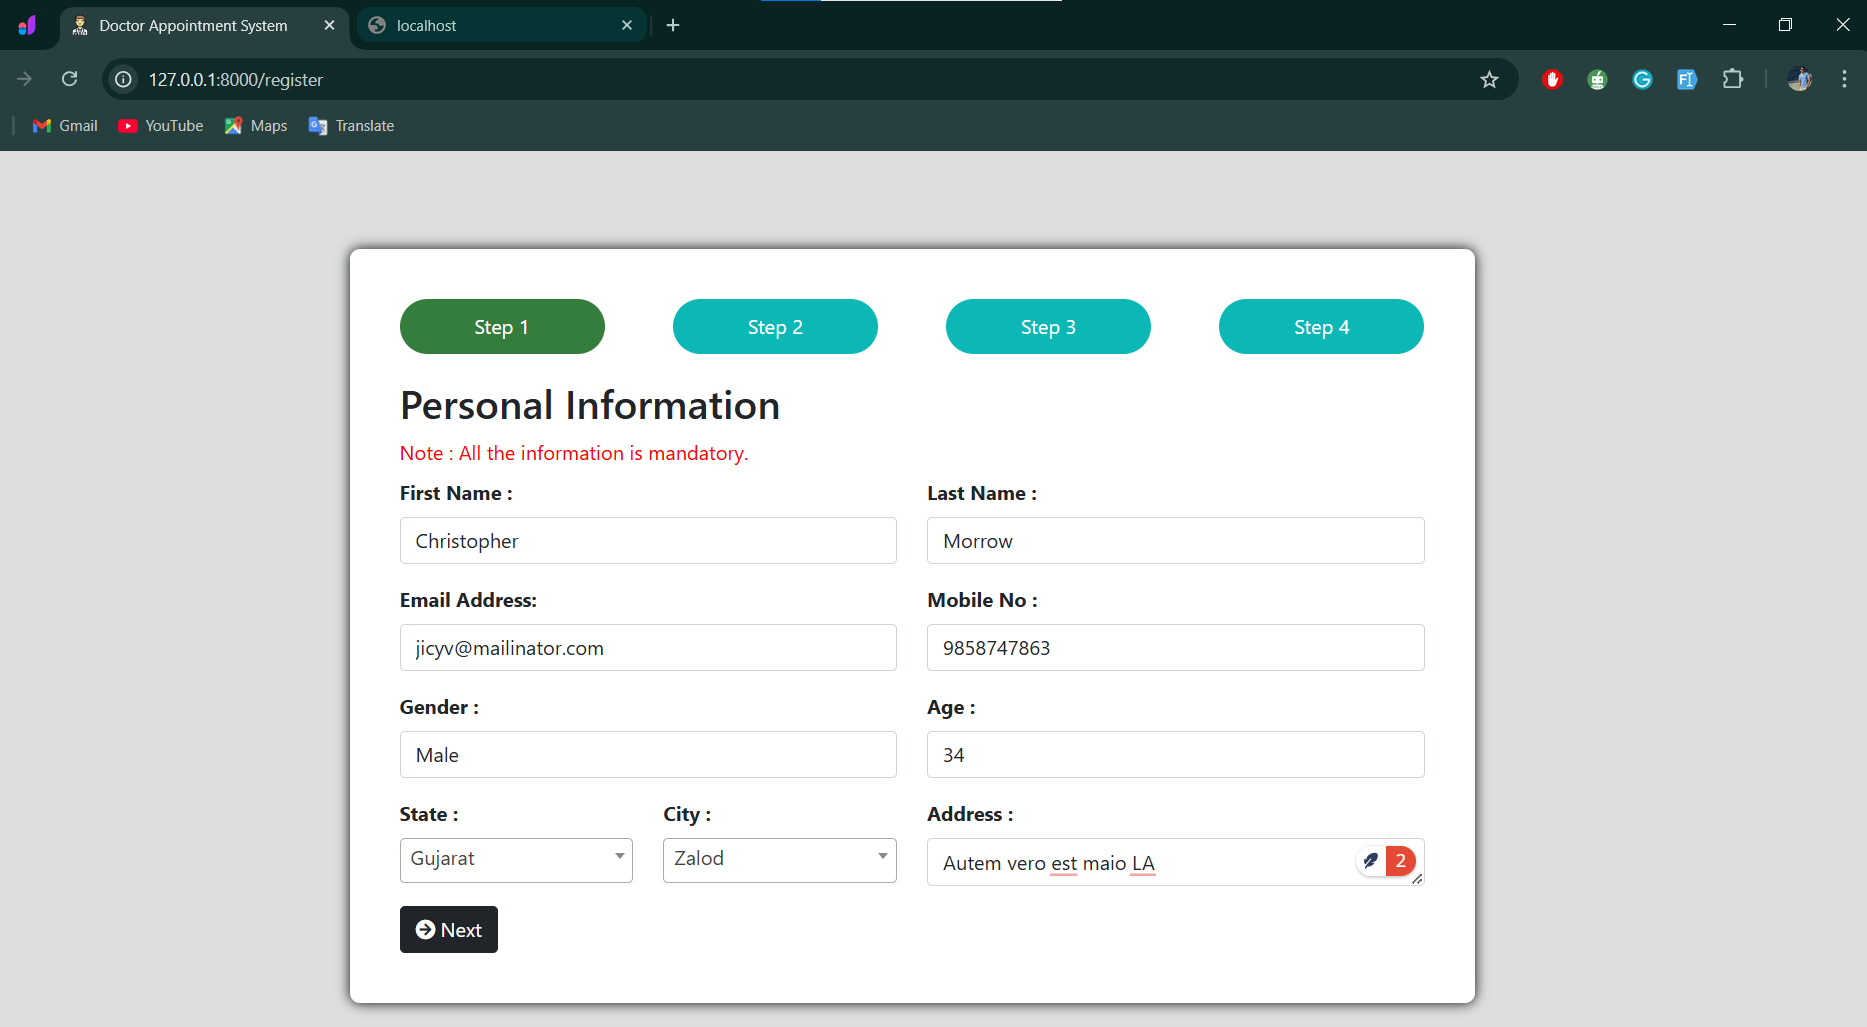 Doctor Appointment System
localhost
127.0.0.1:8000/register
Gmail YouTube Maps Translate
Step 1 Step 2 Step 3 Step 4
Personal Information
Note : All the information is mandatory.
First Name : Last Name :
Christopher Morrow
Email Address: Mobile No :
jicyv@mailinator.com 9858747863
Gender : Age :
Male 34
State : City : Address :
Gujarat Zalod Autem vero est maio LA 2
Next